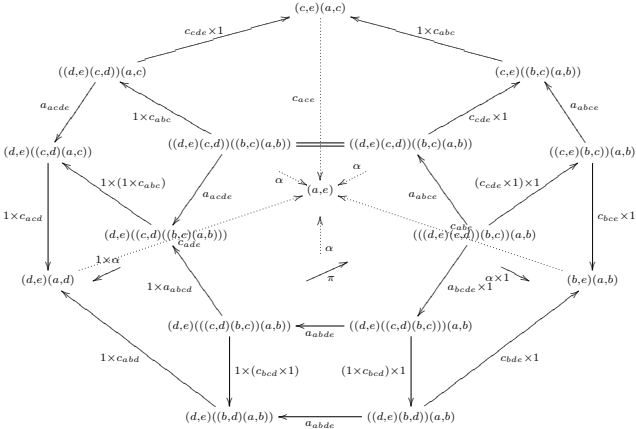 (c,e)(a,c)
c_{cde}×1
1×c_{abc}
((d,e)(c,d))(a,c)
(c,e)((b,c)(a,b))
c_{ace}
a_{acde}
1×c_{abc}
c_{cde}×1
a_{abce}
((d,e)(c,d))((b,c)(a,b))
((d,e)(c,d))((b,c)(a,b))
(d,e)((c,d)(a,c))
((c,e)(b,c))(a,b)
α
α
1×(1×c_{abc})
(c_{cde}×1)×1
(a,e)
a_{acde}
a_{abce}
1×c_{acd}
c_{bce}×1
c_{abe}
(d,e)((c,d)((b,c)(a,b)))
(((d,e)(c,d))(b,c))(a,b)
c_{ade}
α
1×α
(d,e)(a,d)
π
α×1
(b,e)(a,b)
1×a_{abcd}
a_{bcde}×1
(d,e)(((c,d)(b,c))(a,b))
((d,e)((c,d)(b,c)))(a,b)
a_{abde}
1×c_{abd}
1×(c_{bcd}×1)
(1×c_{bcd})×1
c_{bde}×1
(d,e)((b,d)(a,b))
((d,e)(b,d))(a,b)
a_{abde}